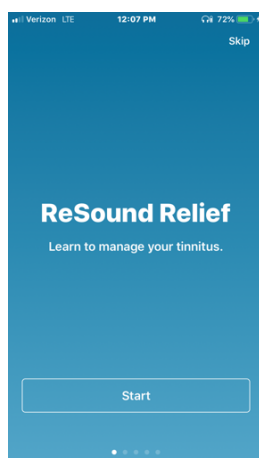 Verizon LTE 12:07 PM 72%
Skip
ReSound Relief
Learn to manage your tinnitus.
Start